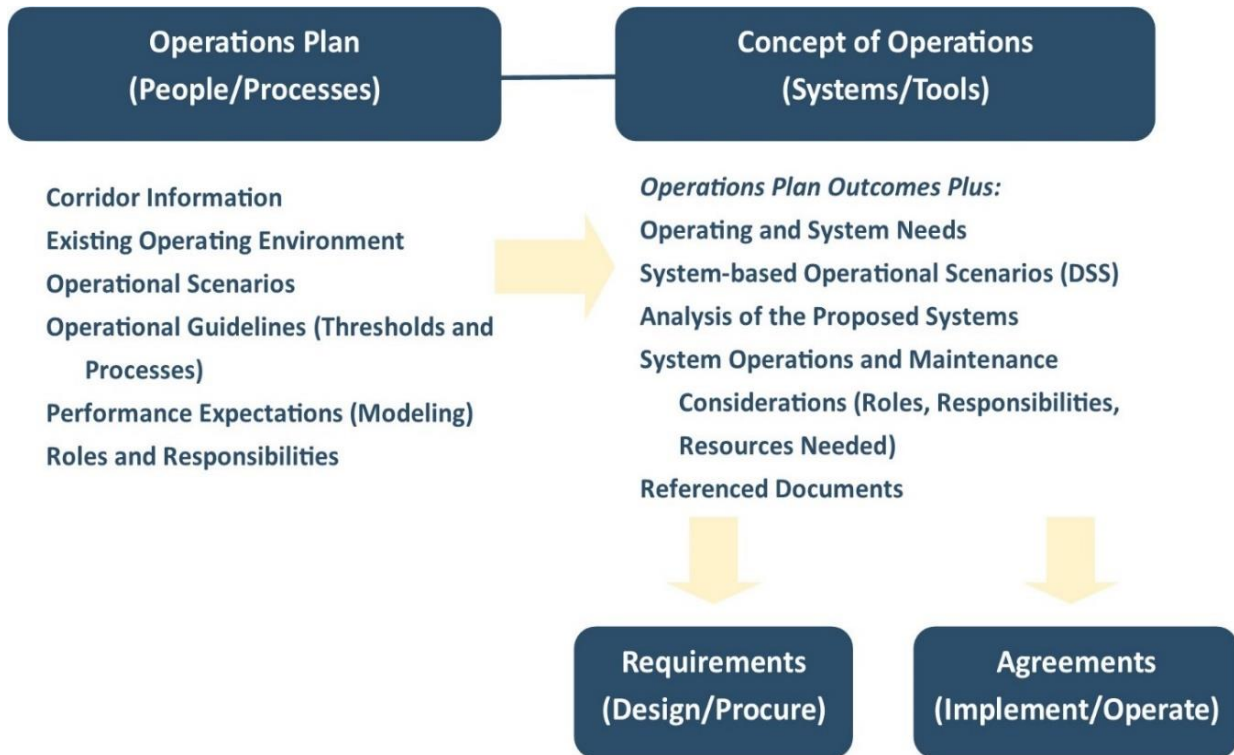 Operations Plan
(People/Processes)
Concept of Operations
(Systems/Tools)
Corridor Information
Existing Operating Environment
Operational Scenarios
Operational Guidelines (Thresholds and
Processes)
Performance Expectations (Modeling)
Roles and Responsibilities
Operations Plan Outcomes Plus:
Operating and System Needs
System-based Operational Scenarios (DSS)
Analysis of the Proposed Systems
System Operations and Maintenance
Considerations (Roles, Responsibilities,
Resources Needed)
Referenced Documents
Requirements
(Design/Procure)
Agreements
(Implement/Operate)